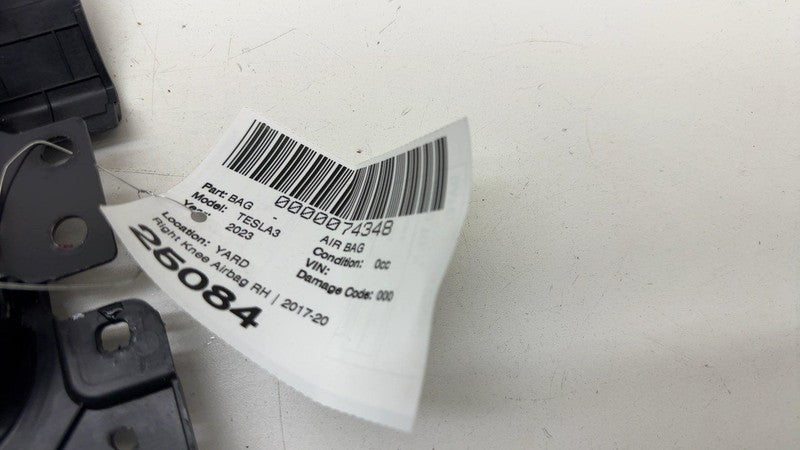 0000074348
Part: BAG - AIR BAG
Model: TESLA3 Condition: 0cc
Year: 2023 VIN:
Damage Code: 000
Location: YARD
Right Knee Airbag RH | 2017-20
25084